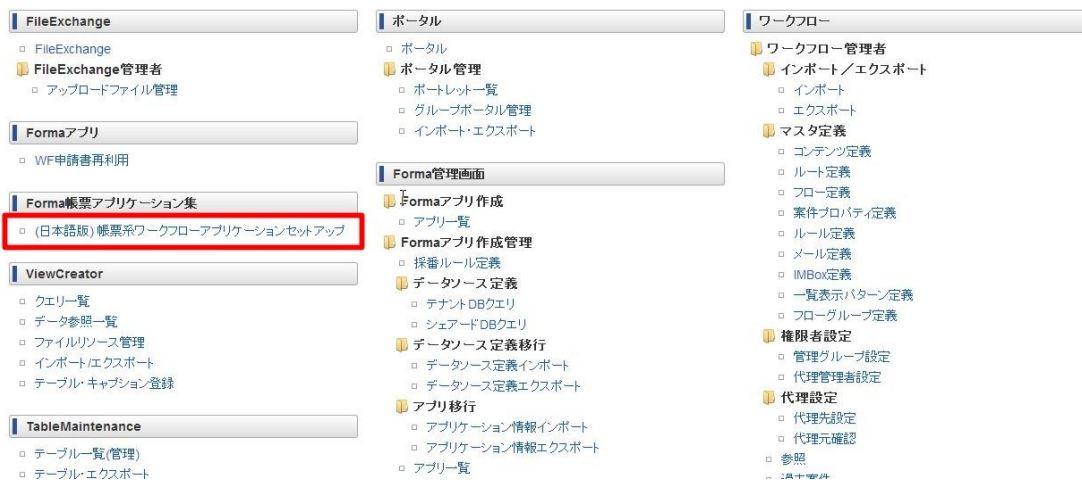 FileExchange
FileExchange
FileExchange管理者
アップロードファイル管理
Formaアプリ
WF申請書再利用
Forma帳票アプリケーション集
(日本語版) 帳票系ワークフローアプリケーションセットアップ
ViewCreator
クエリ一覧
データ参照一覧
ファイルリソース管理
インポート/エクスポート
テーブル・キャプション登録
TableMaintenance
テーブル一覧(管理)
テーブル・エクスポート
ポータル
ポータル
ポータル管理
ポートレット一覧
グループポータル管理
インポート・エクスポート
Forma管理画面
Formaアプリ作成
アプリ一覧
Formaアプリ作成管理
採番ルール定義
データソース定義
テナントDBクエリ
シェアードDBクエリ
データソース定義移行
データソース定義インポート
データソース定義エクスポート
アプリ移行
アプリケーション情報インポート
アプリケーション情報エクスポート
アプリ一覧
ワークフロー
ワークフロー管理者
インポート／エクスポート
インポート
エクスポート
マスタ定義
コンテンツ定義
ルート定義
フロー定義
案件プロパティ定義
ルール定義
メール定義
IMBox定義
一覧表示パターン定義
フローグループ定義
権限者設定
管理グループ設定
代理管理者設定
代理設定
代理先設定
代理元確認
参照
過去案件